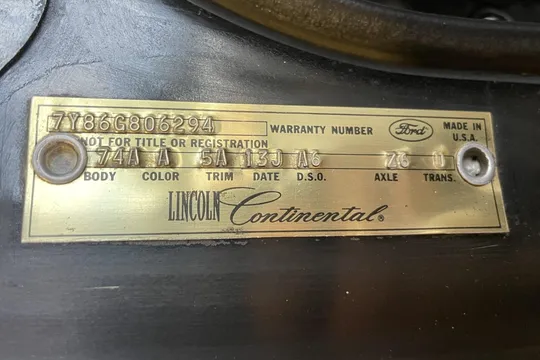 7Y86G806294 WARRANTY NUMBER Ford MADE IN U.S.A.
NOT FOR TITLE OR REGISTRATION
74A A 5A 13J A6 Z6 U
BODY COLOR TRIM DATE D.S.O. AXLE TRANS.
LINCOLN Continental®